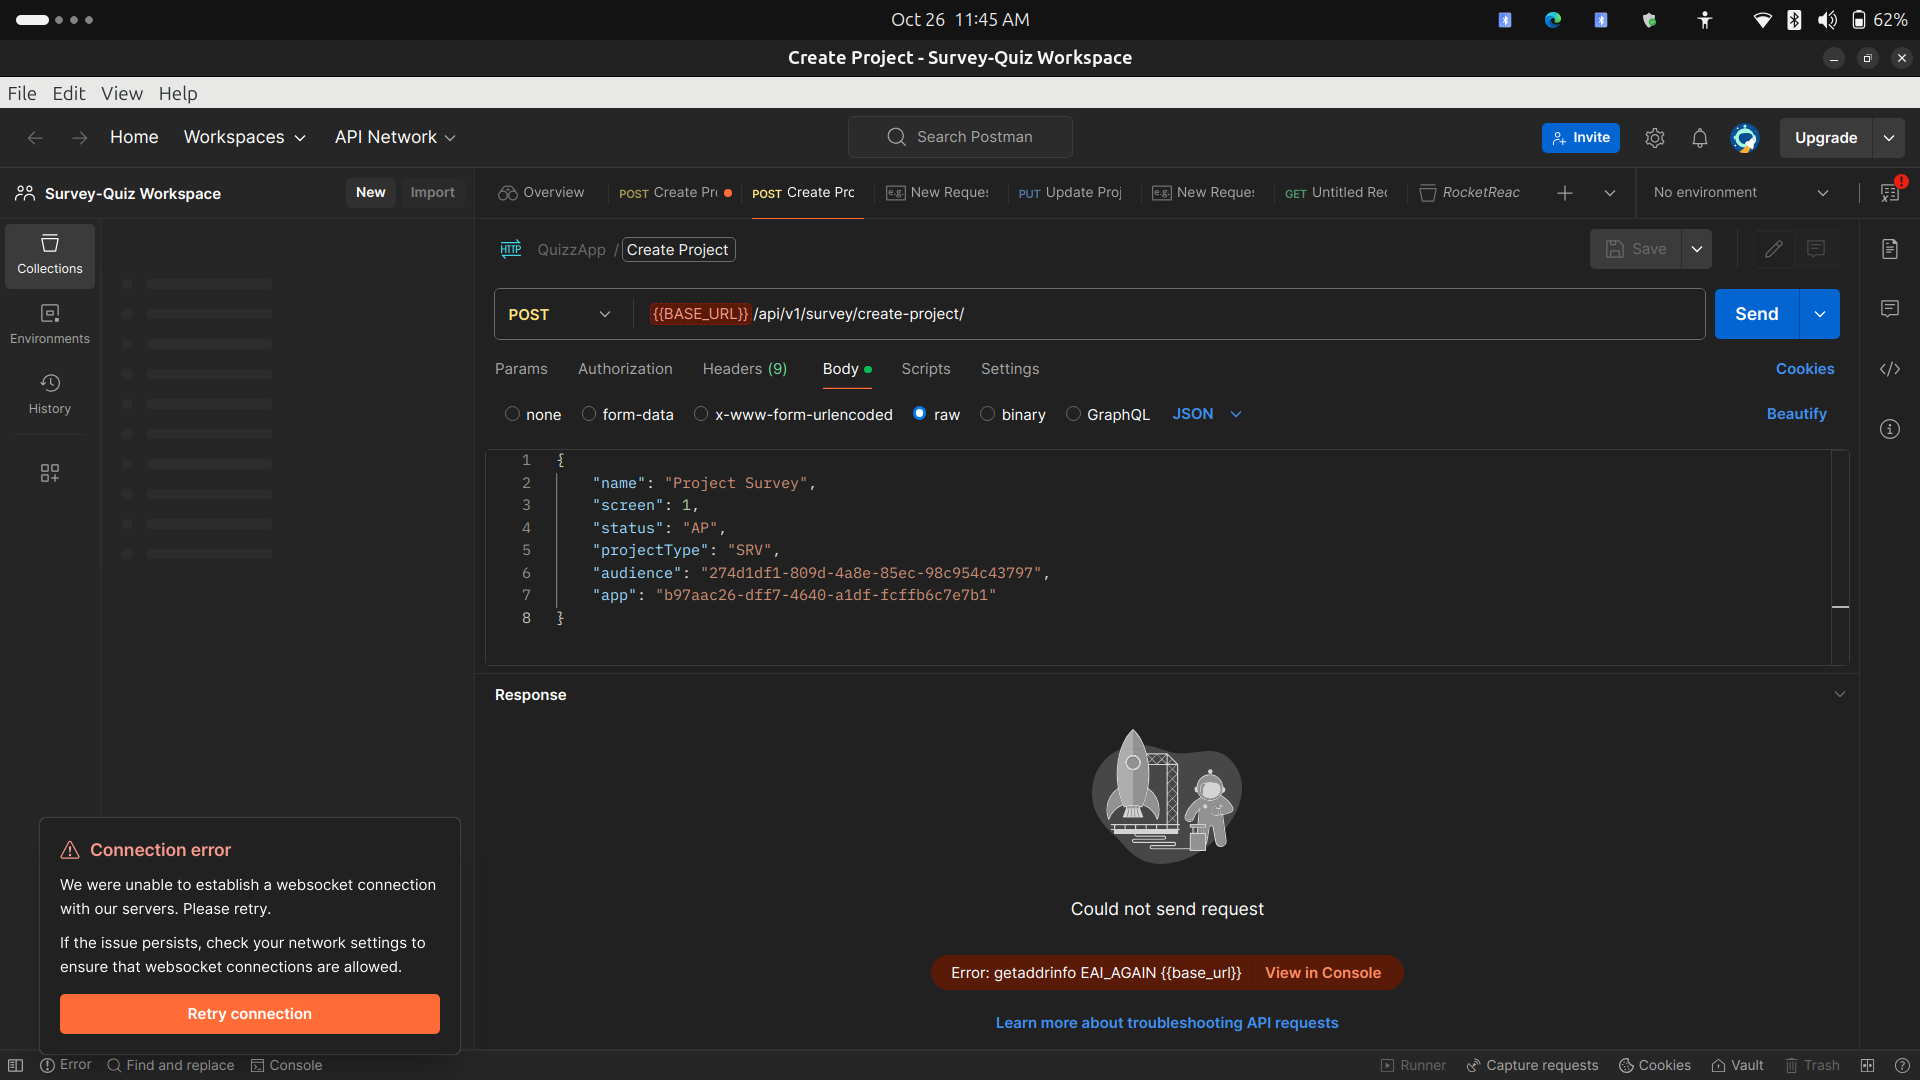 Oct 26 11:45 AM
62%
Create Project - Survey-Quiz Workspace
File Edit View Help
Home Workspaces API Network
Search Postman
Invite
Upgrade
Survey-Quiz Workspace
New Import
Overview
POST Create Pr
POST Create Prc
e.g. New Reques
PUT Update Proj
e.g. New Reques
GET Untitled Rec
RocketReac
No environment
Collections
Environments
History
HTTP QuizzApp / Create Project
Save
POST {{BASE_URL}}/api/v1/survey/create-project/
Send
Params Authorization Headers (9) Body Scripts Settings Cookies
none form-data x-www-form-urlencoded raw binary GraphQL JSON Beautify
1 {
2 "name": "Project Survey",
3 "screen": 1,
4 "status": "AP",
5 "projectType": "SRV",
6 "audience": "274d1df1-809d-4a8e-85ec-98c954c43797",
7 "app": "b97aac26-dff7-4640-a1df-fcffb6c7e7b1"
8 }
Response
Could not send request
Error: getaddrinfo EAI_AGAIN {{base_url}} View in Console
Learn more about troubleshooting API requests
Connection error
We were unable to establish a websocket connection
with our servers. Please retry.
If the issue persists, check your network settings to
ensure that websocket connections are allowed.
Retry connection
Error Find and replace Console
Runner Capture requests Cookies Vault Trash